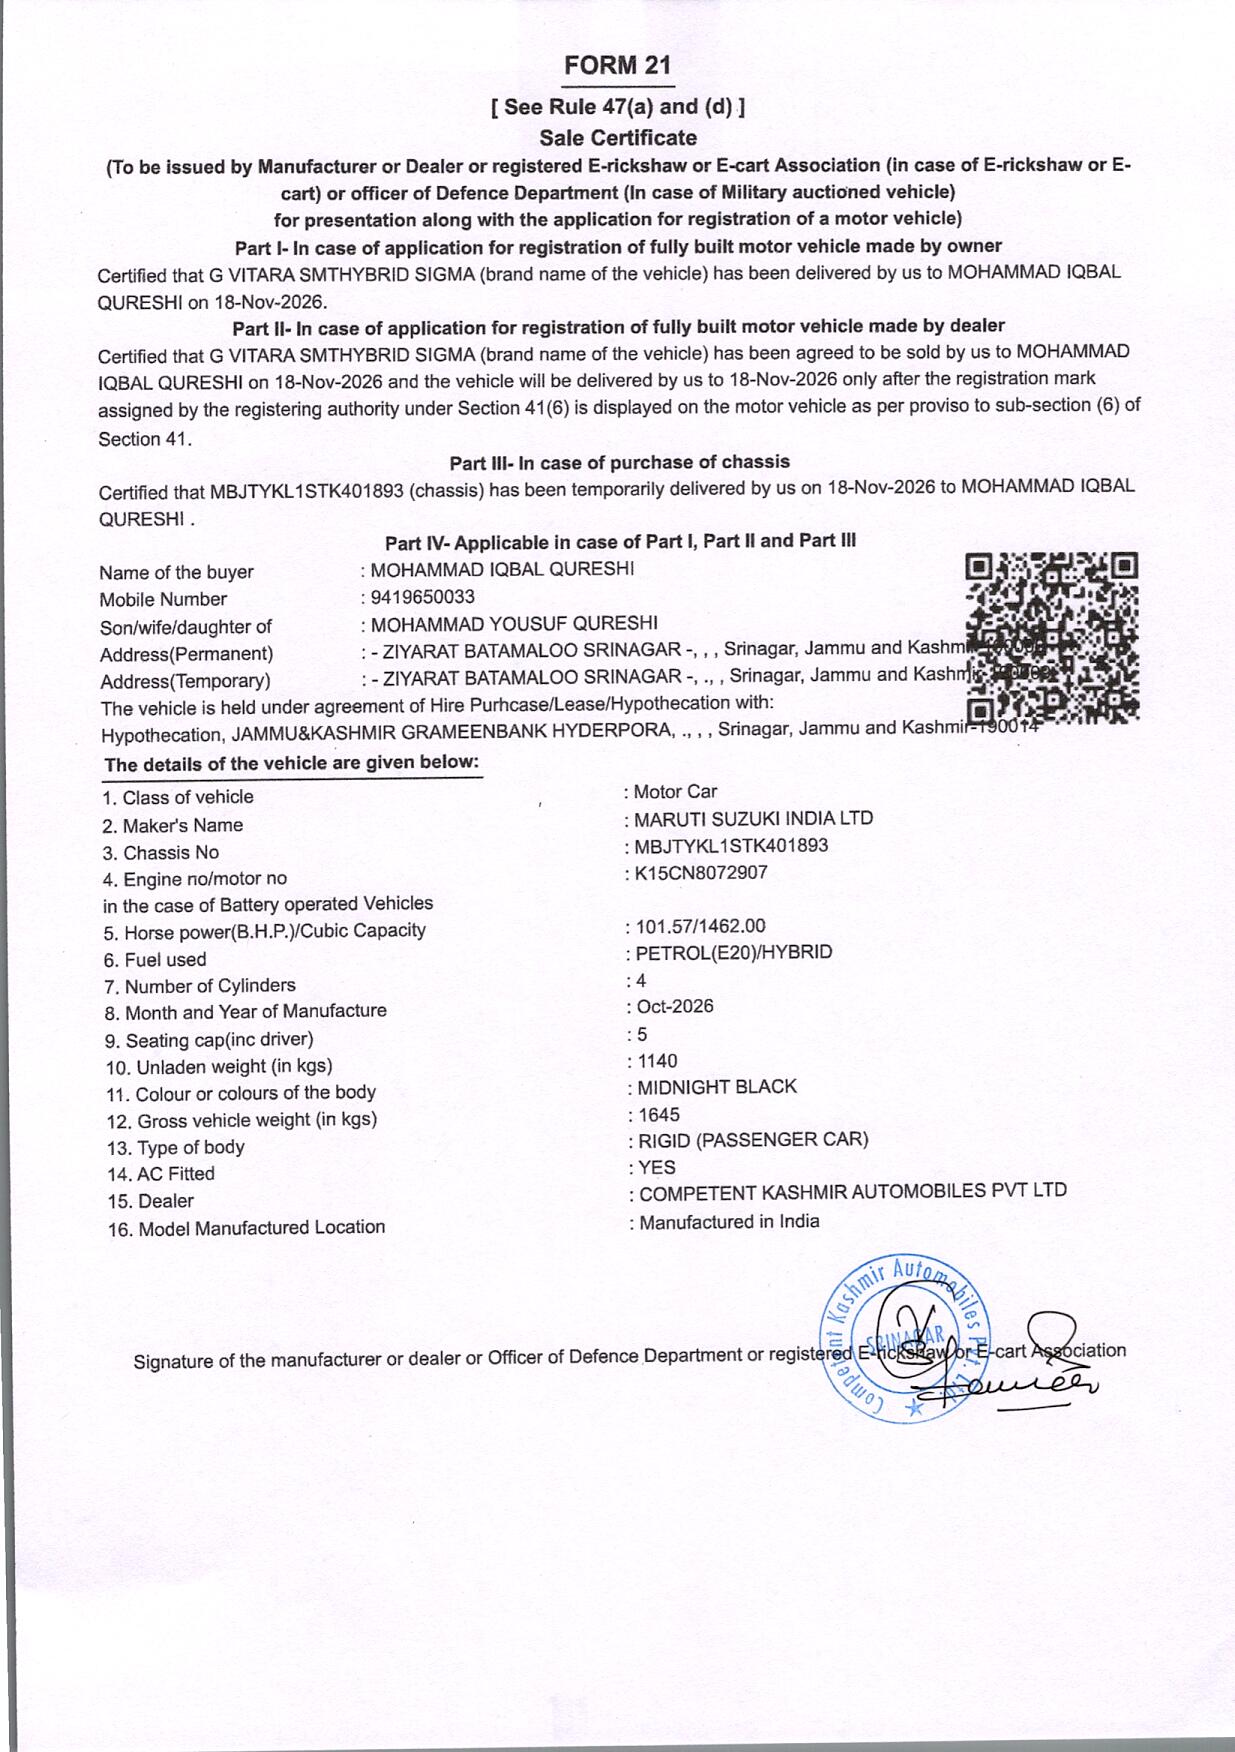 FORM 21
[ See Rule 47(a) and (d) ]
Sale Certificate
(To be issued by Manufacturer or Dealer or registered E-rickshaw or E-cart Association (in case of E-rickshaw or E-
cart) or officer of Defence Department (In case of Military auctioned vehicle)
for presentation along with the application for registration of a motor vehicle)
Part I- In case of application for registration of fully built motor vehicle made by owner
Certified that G VITARA SMTHYBRID SIGMA (brand name of the vehicle) has been delivered by us to MOHAMMAD IQBAL
QURESHI on 18-Nov-2026.
Part II- In case of application for registration of fully built motor vehicle made by dealer
Certified that G VITARA SMTHYBRID SIGMA (brand name of the vehicle) has been agreed to be sold by us to MOHAMMAD
IQBAL QURESHI on 18-Nov-2026 and the vehicle will be delivered by us to 18-Nov-2026 only after the registration mark
assigned by the registering authority under Section 41(6) is displayed on the motor vehicle as per proviso to sub-section (6) of
Section 41.
Part III- In case of purchase of chassis
Certified that MBJTYKL1STK401893 (chassis) has been temporarily delivered by us on 18-Nov-2026 to MOHAMMAD IQBAL
QURESHI .
Part IV- Applicable in case of Part I, Part II and Part III
Name of the buyer : MOHAMMAD IQBAL QURESHI
Mobile Number : 9419650033
Son/wife/daughter of : MOHAMMAD YOUSUF QURESHI
Address(Permanent) : - ZIYARAT BATAMALOO SRINAGAR -, , , Srinagar, Jammu and
Address(Temporary) : - ZIYARAT BATAMALOO SRINAGAR -, ., , Srinagar, Jammu and
The vehicle is held under agreement of Hire Purhcase/Lease/Hypothecation with:
Hypothecation, JAMMU&KASHMIR GRAMEENBANK HYDERPORA, ., , , Srinagar, Jammu and Kashmir-190014
The details of the vehicle are given below:
1. Class of vehicle : Motor Car
2. Maker's Name : MARUTI SUZUKI INDIA LTD
3. Chassis No : MBJTYKL1STK401893
4. Engine no/motor no : K15CN8072907
in the case of Battery operated Vehicles
5. Horse power(B.H.P.)/Cubic Capacity : 101.57/1462.00
6. Fuel used : PETROL(E20)/HYBRID
7. Number of Cylinders : 4
8. Month and Year of Manufacture : Oct-2026
9. Seating cap(inc driver) : 5
10. Unladen weight (in kgs) : 1140
11. Colour or colours of the body : MIDNIGHT BLACK
12. Gross vehicle weight (in kgs) : 1645
13. Type of body : RIGID (PASSENGER CAR)
14. AC Fitted : YES
15. Dealer : COMPETENT KASHMIR AUTOMOBILES PVT LTD
16. Model Manufactured Location : Manufactured in India
Competent Kashmir Automobiles Pvt. Ltd.
SRINAGAR
Signature of the manufacturer or dealer or Officer of Defence Department or registered E-rickshaw or E-cart Association